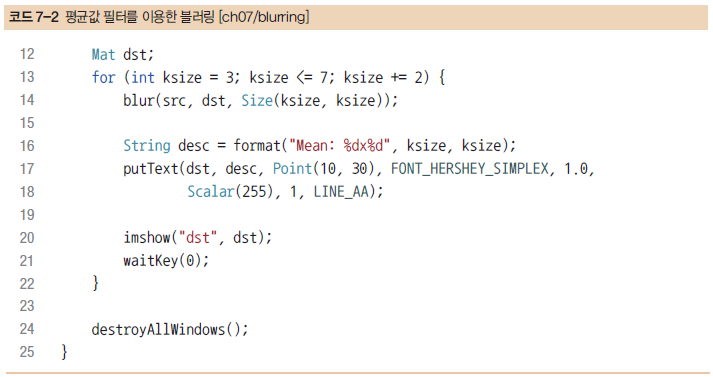 코드 7-2 평균값 필터를 이용한 블러링 [ch07/blurring]
12 Mat dst;
13 for (int ksize = 3; ksize <= 7; ksize += 2) {
14 blur(src, dst, Size(ksize, ksize));
15
16 String desc = format("Mean: %dx%d", ksize, ksize);
17 putText(dst, desc, Point(10, 30), FONT_HERSHEY_SIMPLEX, 1.0,
18 Scalar(255), 1, LINE_AA);
19
20 imshow("dst", dst);
21 waitKey(0);
22 }
23
24 destroyAllWindows();
25 }